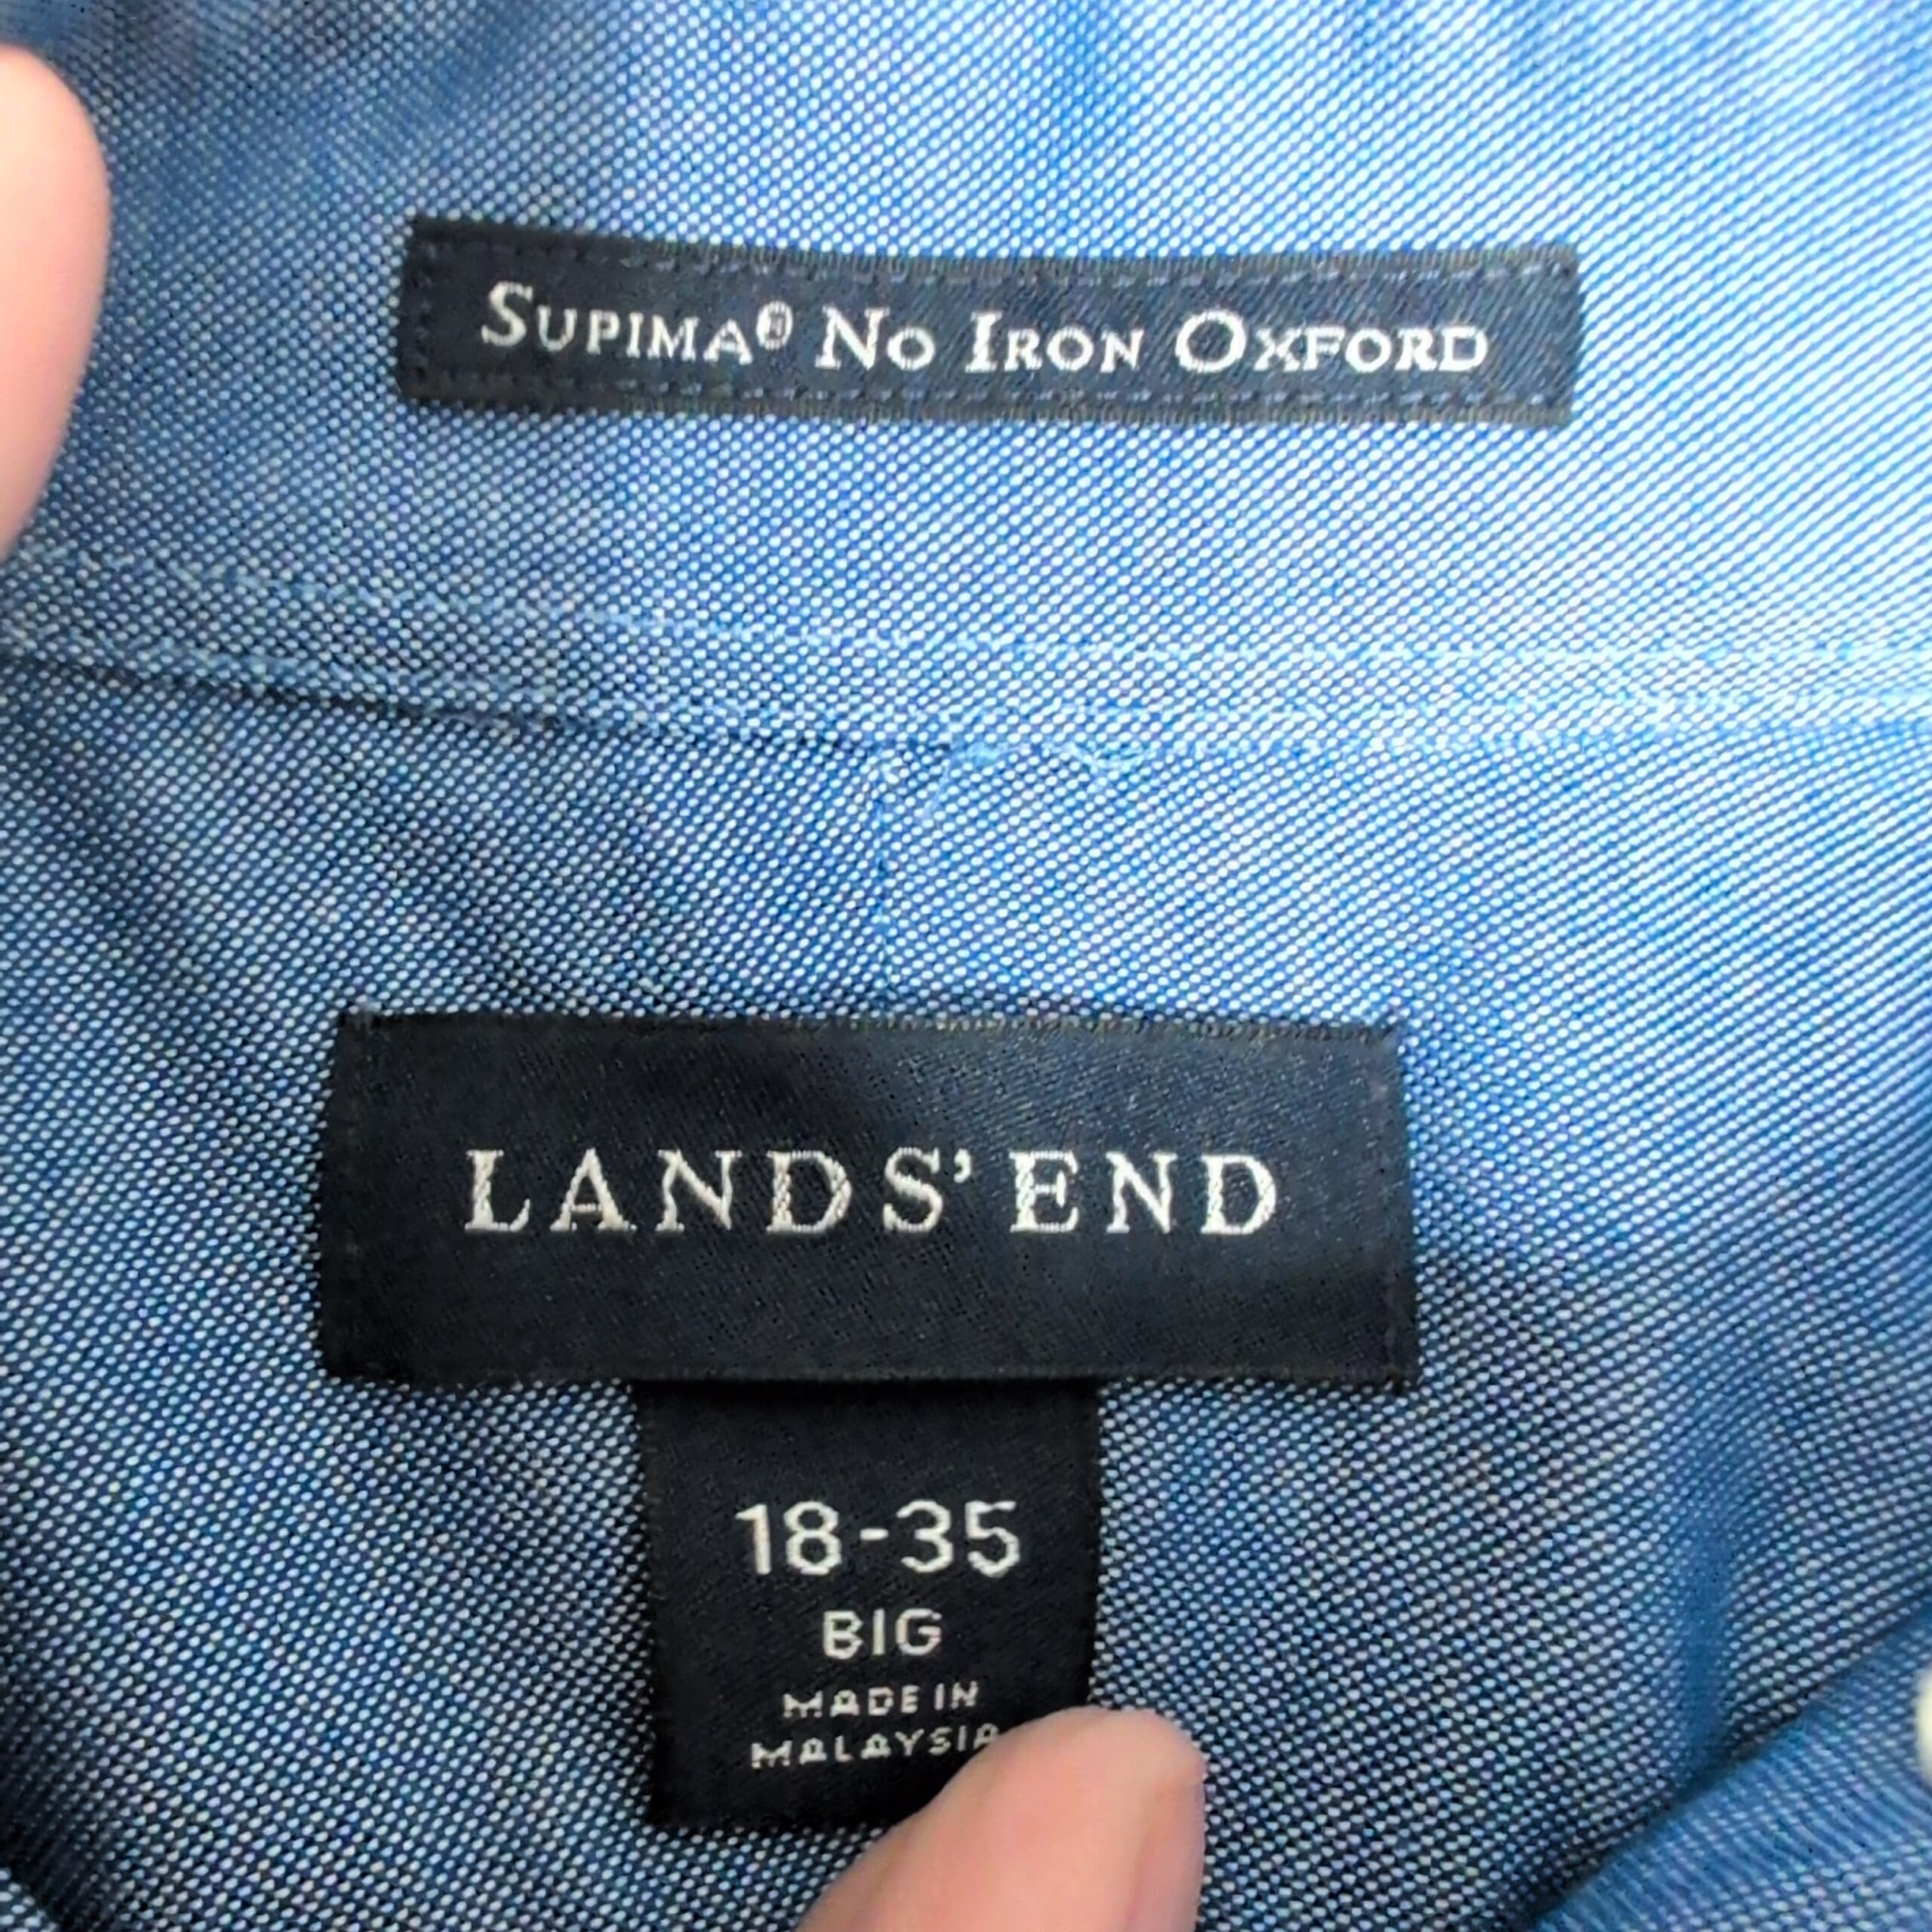 SUPIMA® NO IRON OXFORD
LANDS' END
18-35
BIG
MADE IN
MALAYSIA